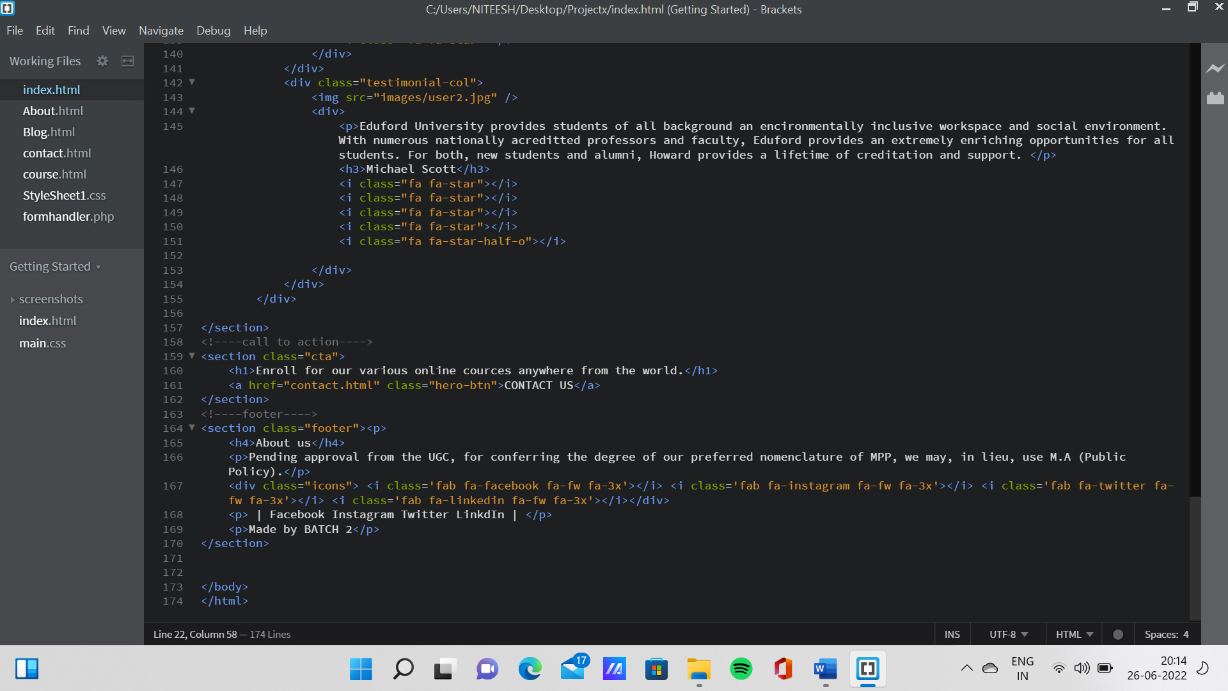 C:/Users/NITEESH/Desktop/Projectx/index.html (Getting Started) - Brackets
File Edit Find View Navigate Debug Help
Working Files
index.html
About.html
Blog.html
contact.html
course.html
StyleSheet1.css
formhandler.php
Getting Started
screenshots
index.html
main.css
140 </div>
141 </div>
142 <div class="testimonial-col">
143 <img src="images/user2.jpg" />
144 <div>
145 <p>Eduford University provides students of all background an encironmentally inclusive workspace and social environment.
With numerous nationally acreditted professors and faculty, Eduford provides an extremely enriching opportunities for all
students. For both, new students and alumni, Howard provides a lifetime of creditation and support. </p>
146 <h3>Michael Scott</h3>
147 <i class="fa fa-star"></i>
148 <i class="fa fa-star"></i>
149 <i class="fa fa-star"></i>
150 <i class="fa fa-star"></i>
151 <i class="fa fa-star-half-o"></i>
152
153 </div>
154 </div>
155 </div>
156
157 </section>
158 <!----call to action---->
159 <section class="cta">
160 <h1>Enroll for our various online cources anywhere from the world.</h1>
161 <a href="contact.html" class="hero-btn">CONTACT US</a>
162 </section>
163 <!----footer---->
164 <section class="footer"><p>
165 <h4>About us</h4>
166 <p>Pending approval from the UGC, for conferring the degree of our preferred nomenclature of MPP, we may, in lieu, use M.A (Public
Policy).</p>
167 <div class="icons"> <i class='fab fa-facebook fa-fw fa-3x'></i> <i class='fab fa-instagram fa-fw fa-3x'></i> <i class='fab fa-twitter fa-
fw fa-3x'></i> <i class='fab fa-linkedin fa-fw fa-3x'></i></div>
168 <p> | Facebook Instagram Twitter LinkdIn | </p>
169 <p>Made by BATCH 2</p>
170 </section>
171
172
173 </body>
174 </html>
Line 22, Column 58 — 174 Lines
INS UTF-8 HTML Spaces: 4
17
ENG
IN
20:14
26-06-2022